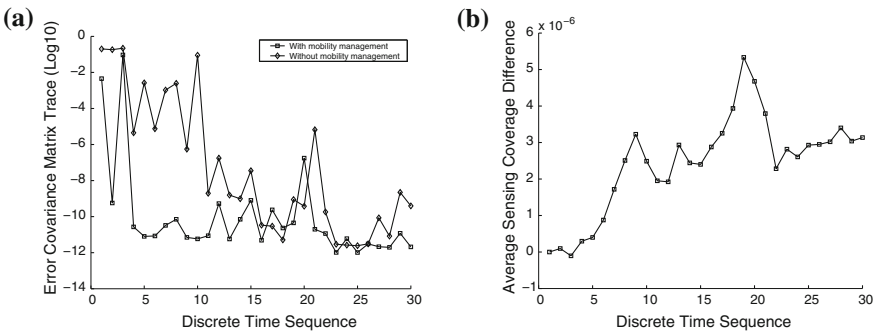 (a)
Error Covariance Matrix Trace (Log10)
0
−2
−4
−6
−8
−10
−12
−14
0 5 10 15 20 25 30
Discrete Time Sequence
With mobility management
Without mobility management
(b)
Average Sensing Coverage Difference
x 10⁻⁶
6
5
4
3
2
1
0
−1
0 5 10 15 20 25 30
Discrete Time Sequence